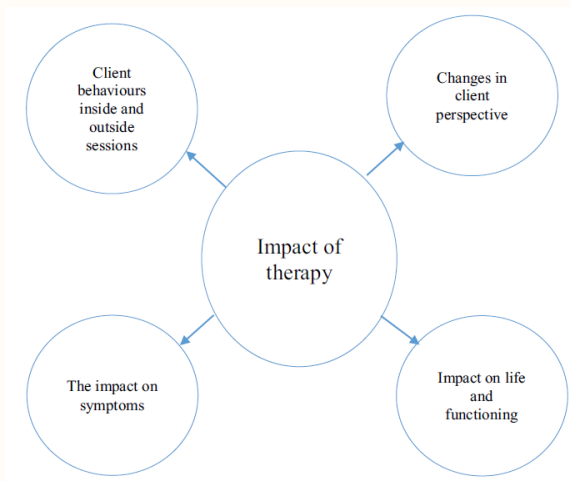 Client
behaviours
inside and
outside
sessions
Changes in
client
perspective
Impact of
therapy
The impact on
symptoms
Impact on life
and
functioning